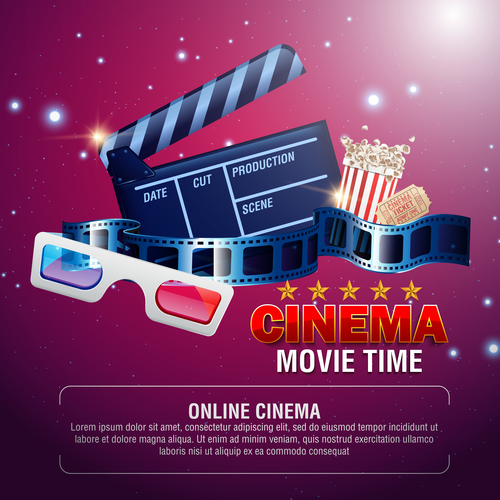 PRODUCTION
DATE
CUT
SCENE
CINEMA
TICKET
CINEMA
MOVIE TIME
ONLINE CINEMA
Lorem ipsum dolor sit amet, consectetur adipiscing elit,
sed do eiusmod tempor incididunt ut labore et dolore magna
aliqua. Ut enim ad minim veniam, quis nostrud exercitation ullamco laboris nisi
ut aliquip ex ea commodo
consequat